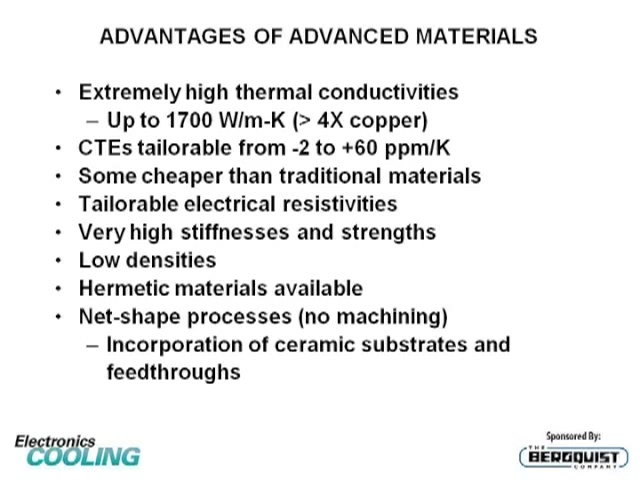 ADVANTAGES OF ADVANCED MATERIALS
• Extremely high thermal conductivities
– Up to 1700 W/m-K (> 4X copper)
• CTEs tailorable from -2 to +60 ppm/K
• Some cheaper than traditional materials
• Tailorable electrical resistivities
• Very high stiffnesses and strengths
• Low densities
• Hermetic materials available
• Net-shape processes (no machining)
– Incorporation of ceramic substrates and
feedthroughs
Electronics
COOLING
Sponsored By:
THE
BERGQUIST
COMPANY